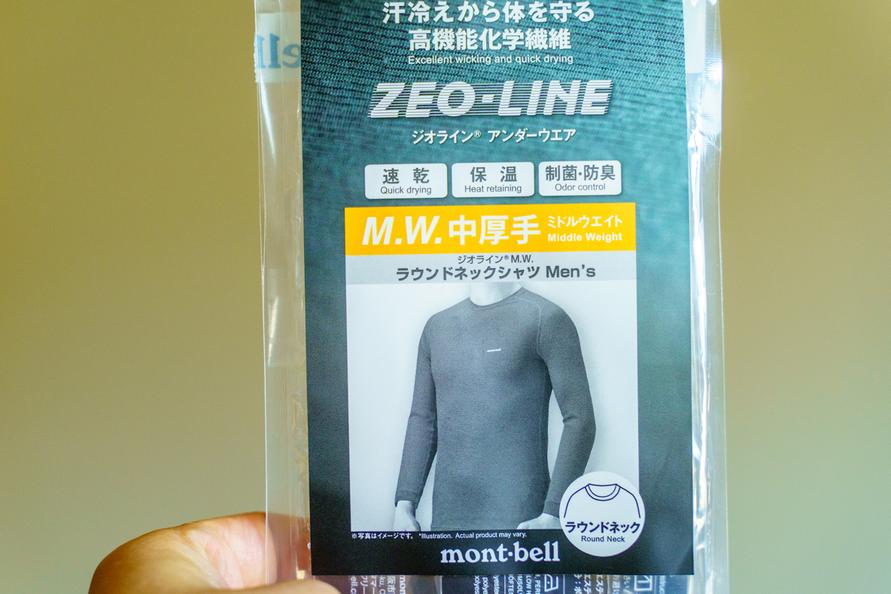 汗冷えから体を守る
高機能化学繊維
Excellent wicking and quick drying
ZEO-LINE
ジオライン® アンダーウエア
速 乾
Quick drying
保 温
Heat retaining
制菌・防臭
Odor control
M.W. 中厚手 ミドルウエイト
Middle Weight
ジオライン® M.W.
ラウンドネックシャツ Men's
ラウンドネック
Round Neck
※写真はイメージです。 *Illustration. Actual product may vary.
mont-bell